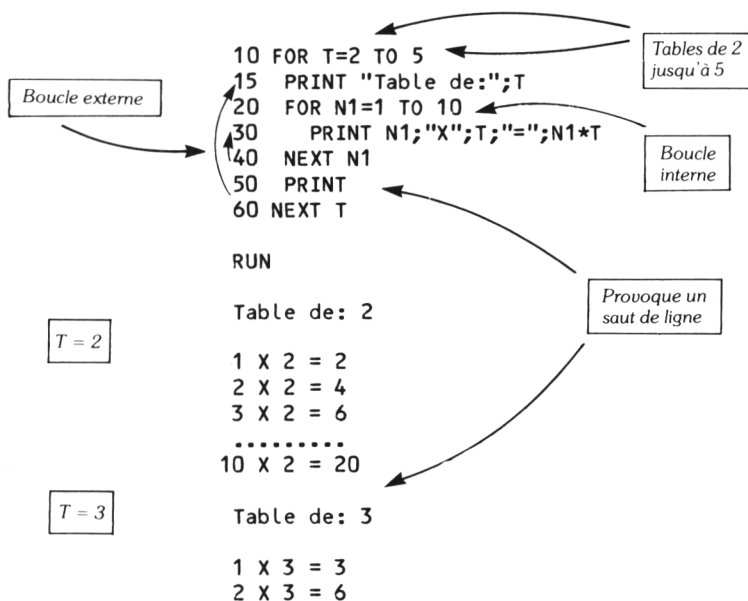 10 FOR T=2 TO 5
15 PRINT "Table de:";T
20 FOR N1=1 TO 10
30 PRINT N1;"X";T;"=";N1*T
40 NEXT N1
50 PRINT
60 NEXT T
Tables de 2
jusqu'à 5
Boucle externe
Boucle
interne
RUN
Provoque un
saut de ligne
Table de: 2
T = 2
1 X 2 = 2
2 X 2 = 4
3 X 2 = 6
.........
10 X 2 = 20
T = 3
Table de: 3
1 X 3 = 3
2 X 3 = 6